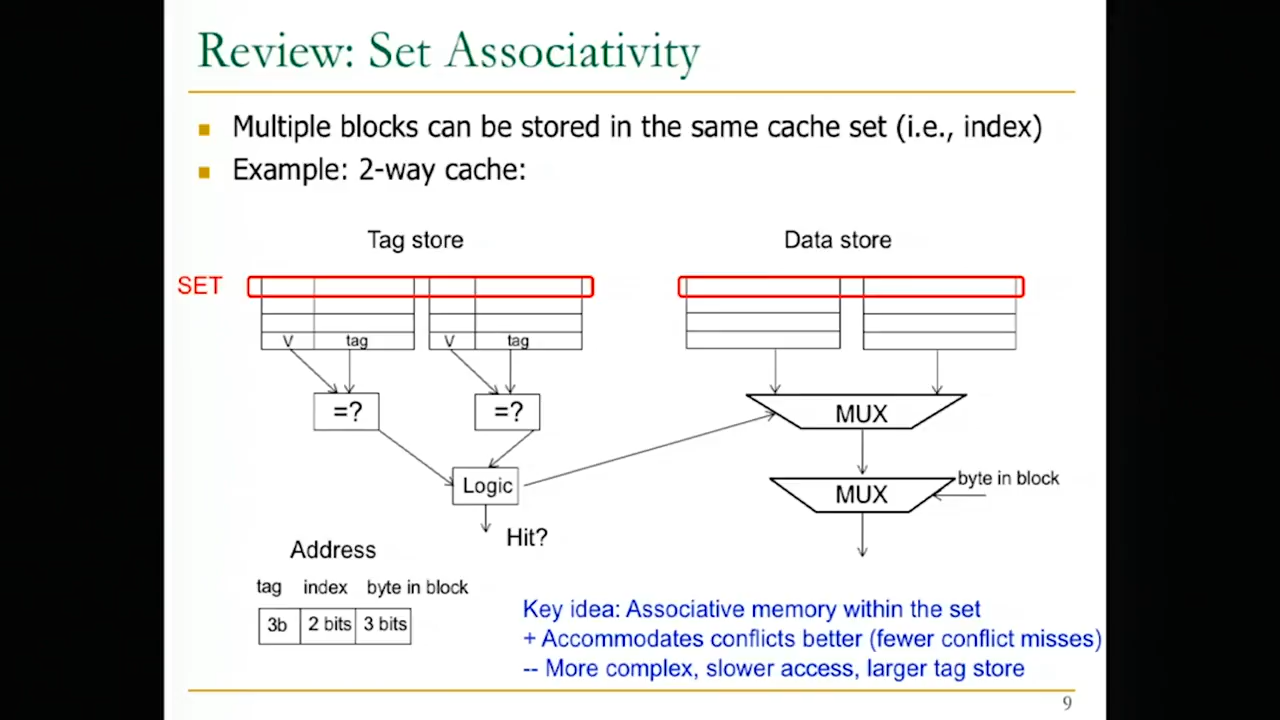 Review: Set Associativity
Multiple blocks can be stored in the same cache set (i.e., index)
Example: 2-way cache:
Tag store
Data store
SET
V tag V tag
=? =?
MUX
Logic
MUX
byte in block
Hit?
Address
tag index byte in block
3b 2 bits 3 bits
Key idea: Associative memory within the set
+ Accommodates conflicts better (fewer conflict misses)
-- More complex, slower access, larger tag store
9